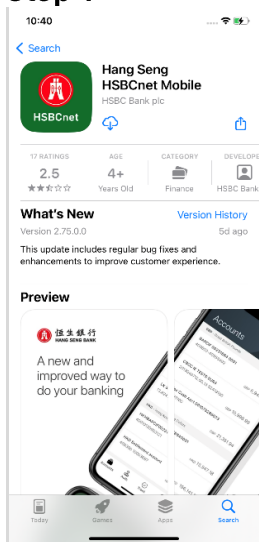 10:40
Search
Hang Seng
HSBCnet Mobile
HSBC Bank plc
HSBCnet
17 RATINGS
AGE
CATEGORY
DEVELOPE
2.5
4+
★★☆☆☆
Years Old
Finance
HSBC Bank
What's New
Version History
Version 2.75.0.0
5d ago
This update includes regular bug fixes and
enhancements to improve customer experience.
Preview
恒生銀行
HANG SENG BANK
A new and
improved way to
do your banking
Accounts
Today
Games
Apps
Search